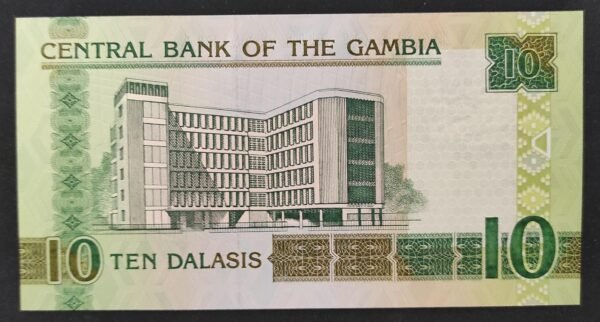 CENTRAL BANK OF THE GAMBIA
10
10 TEN DALASIS
10